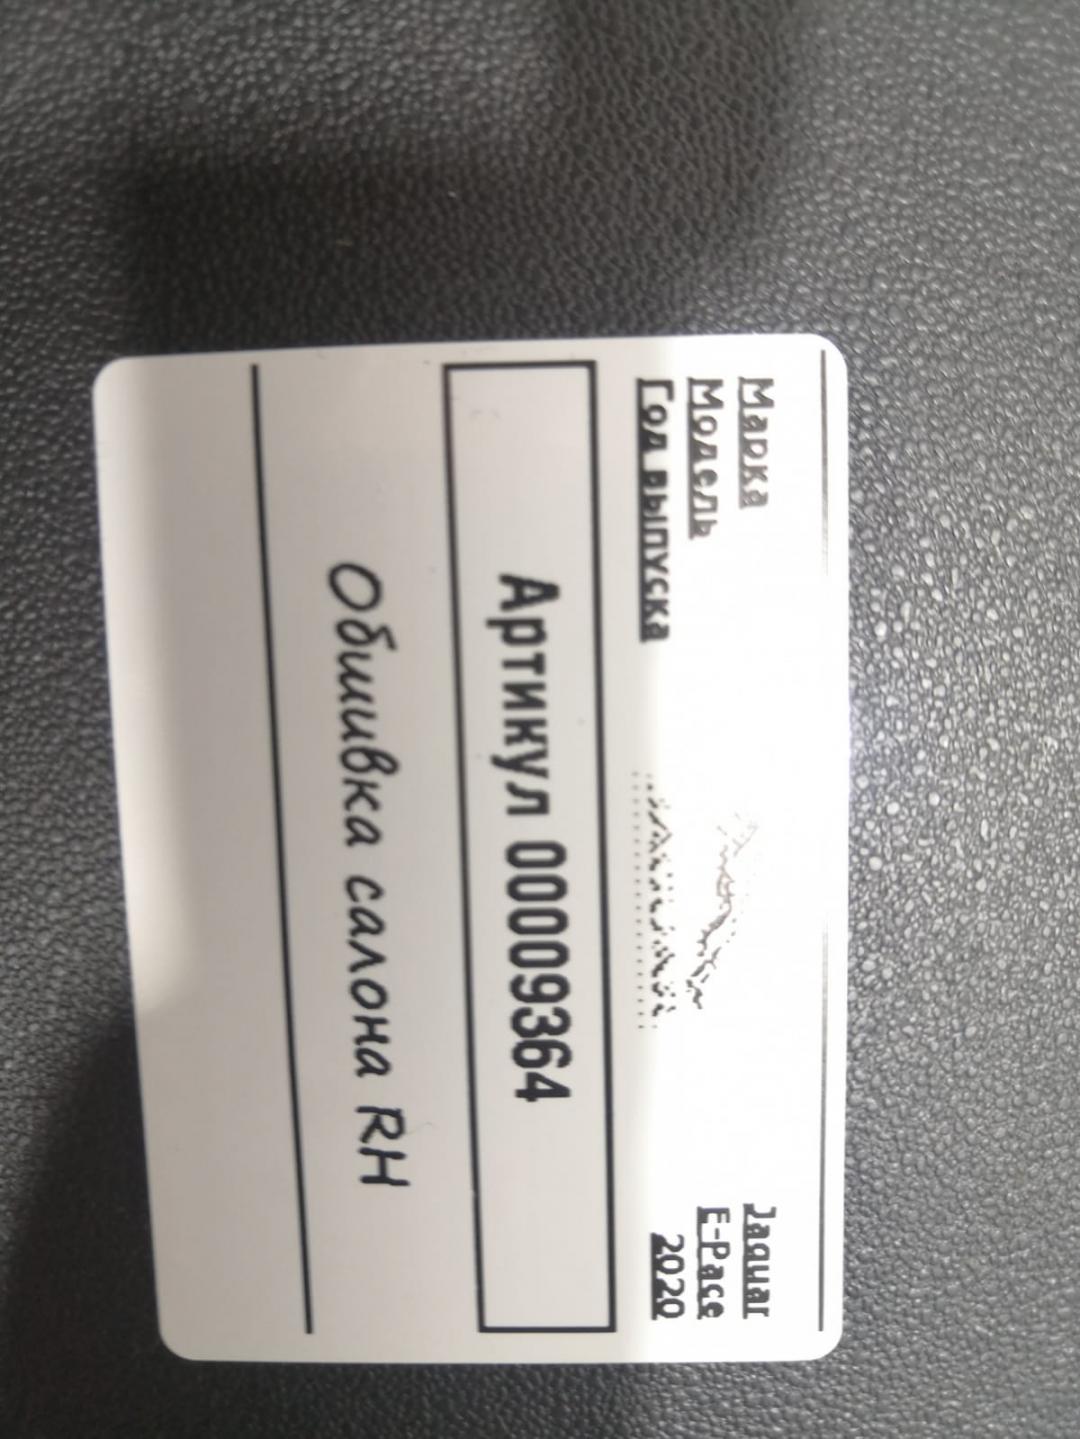 Марка Jaguar
Модель E-Pace
Год выпуска 2020
Артикул 00009364
Обшивка салона RH